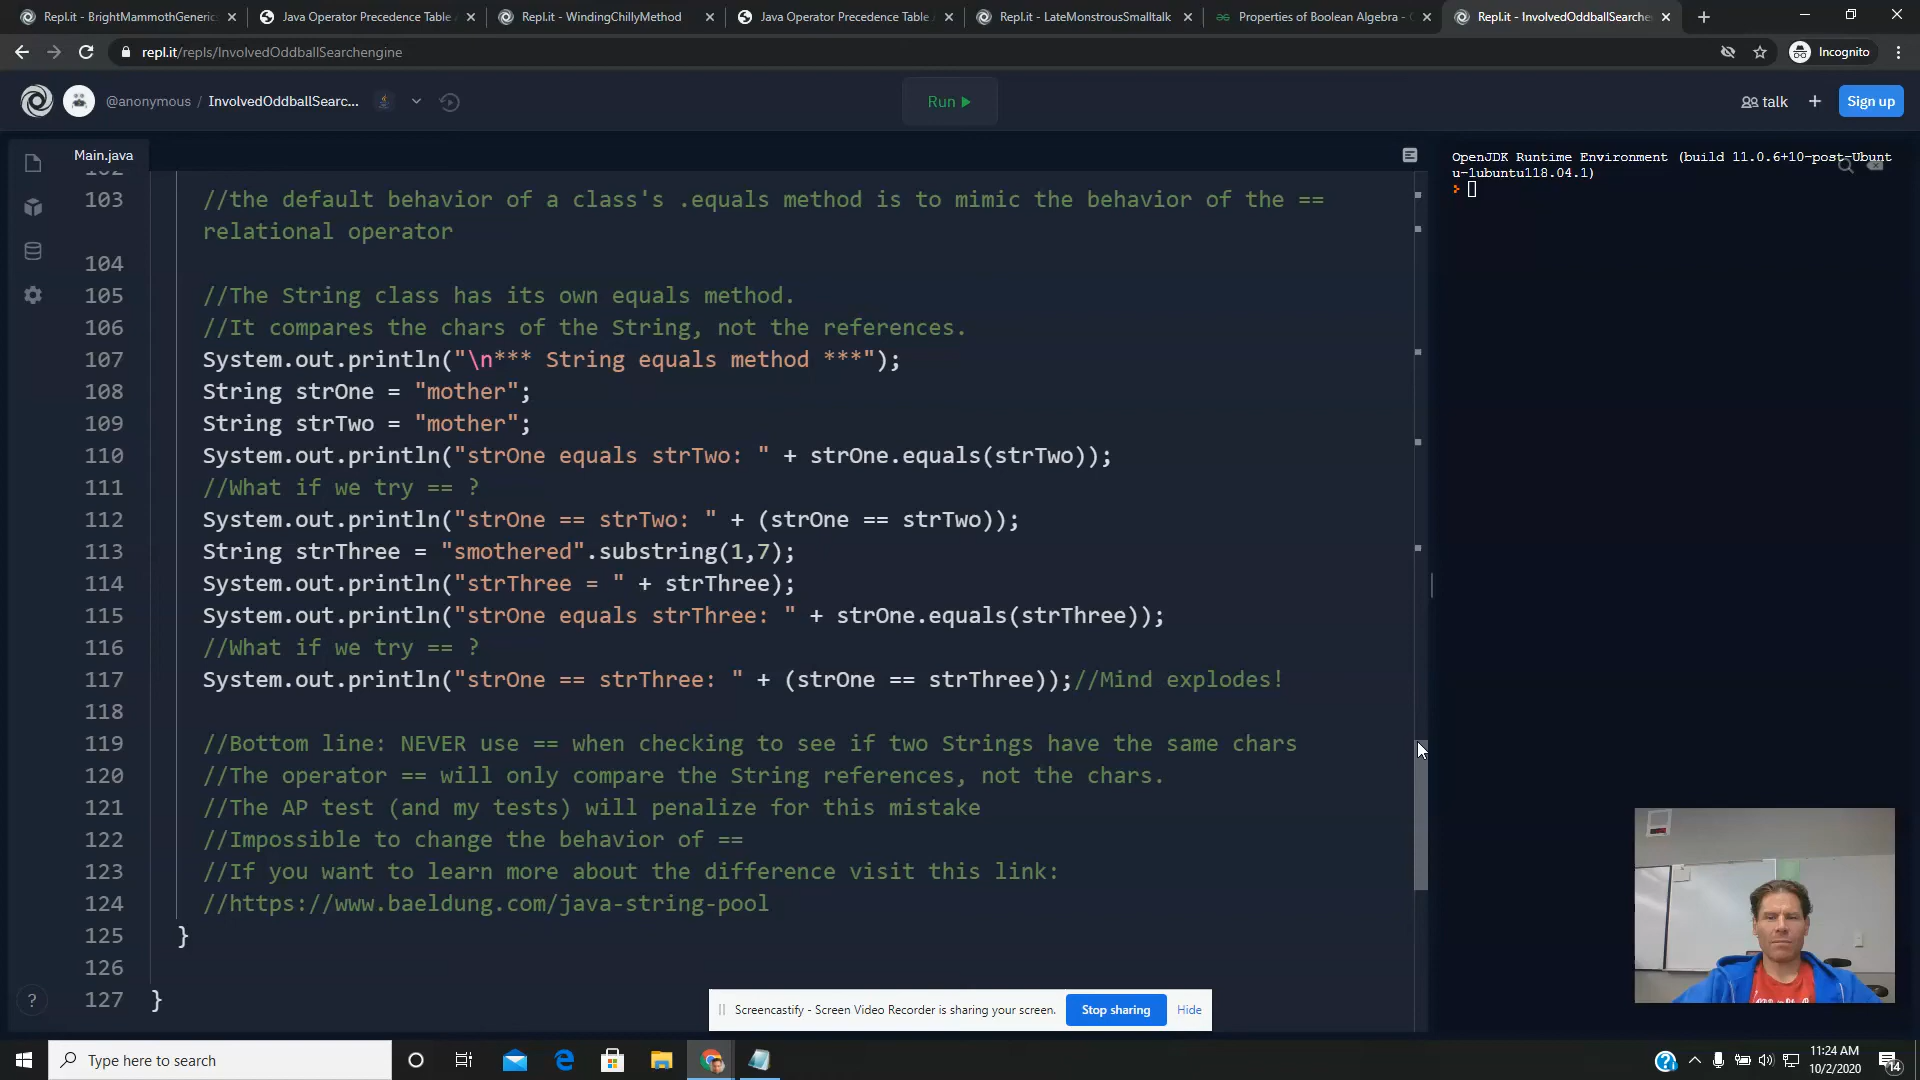 Repl.it - BrightMammothGeneric
Java Operator Precedence Table
Repl.it - WindingChillyMethod
Java Operator Precedence Table
Repl.it - LateMonstrousSmalltalk
Properties of Boolean Algebra -
Repl.it - InvolvedOddballSearche
repl.it/repls/InvolvedOddballSearchengine
Incognito
@anonymous / InvolvedOddballSearc...
Run
talk
Sign up
Main.java
OpenJDK Runtime Environment (build 11.0.6+10-post-Ubunt
u-1ubuntu118.04.1)
102
103 //the default behavior of a class's .equals method is to mimic the behavior of the ==
relational operator
104
105 //The String class has its own equals method.
106 //It compares the chars of the String, not the references.
107 System.out.println("\n*** String equals method ***");
108 String strOne = "mother";
109 String strTwo = "mother";
110 System.out.println("strOne equals strTwo: " + strOne.equals(strTwo));
111 //What if we try == ?
112 System.out.println("strOne == strTwo: " + (strOne == strTwo));
113 String strThree = "smothered".substring(1,7);
114 System.out.println("strThree = " + strThree);
115 System.out.println("strOne equals strThree: " + strOne.equals(strThree));
116 //What if we try == ?
117 System.out.println("strOne == strThree: " + (strOne == strThree));//Mind explodes!
118
119 //Bottom line: NEVER use == when checking to see if two Strings have the same chars
120 //The operator == will only compare the String references, not the chars.
121 //The AP test (and my tests) will penalize for this mistake
122 //Impossible to change the behavior of ==
123 //If you want to learn more about the difference visit this link:
124 //https://www.baeldung.com/java-string-pool
125 }
126
127 }
?
Screencastify - Screen Video Recorder is sharing your screen.
Stop sharing
Hide
Type here to search
11:24 AM
10/2/2020
14